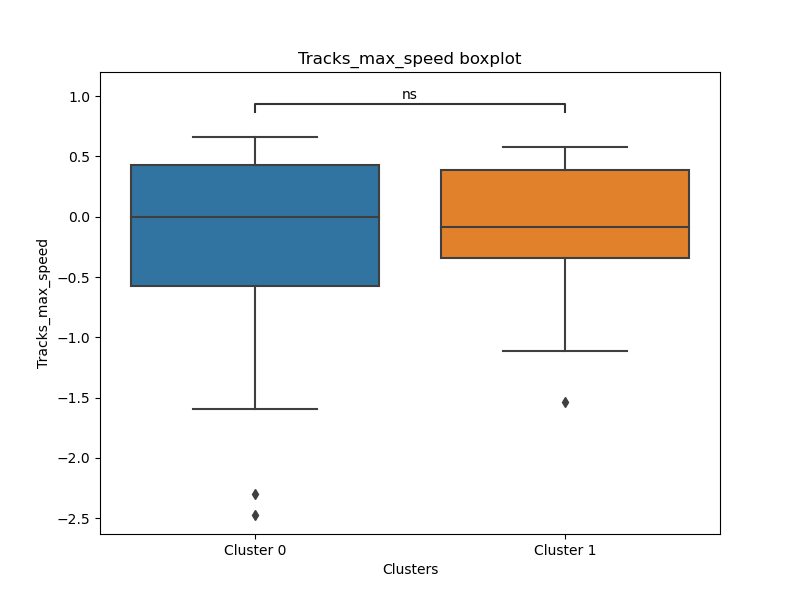 Tracks_max_speed boxplot
ns
1.0
0.5
0.0
−0.5
−1.0
−1.5
−2.0
−2.5
Tracks_max_speed
Cluster 0
Cluster 1
Clusters